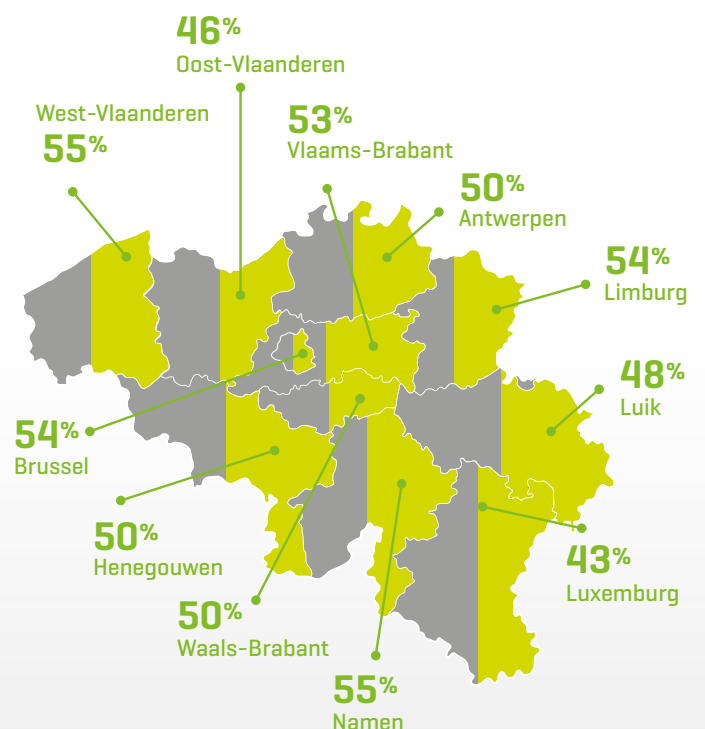 46%
Oost-Vlaanderen
West-Vlaanderen
55%
53%
Vlaams-Brabant
50%
Antwerpen
54%
Limburg
48%
Luik
54%
Brussel
50%
Henegouwen
43%
Luxemburg
50%
Waals-Brabant
55%
Namen